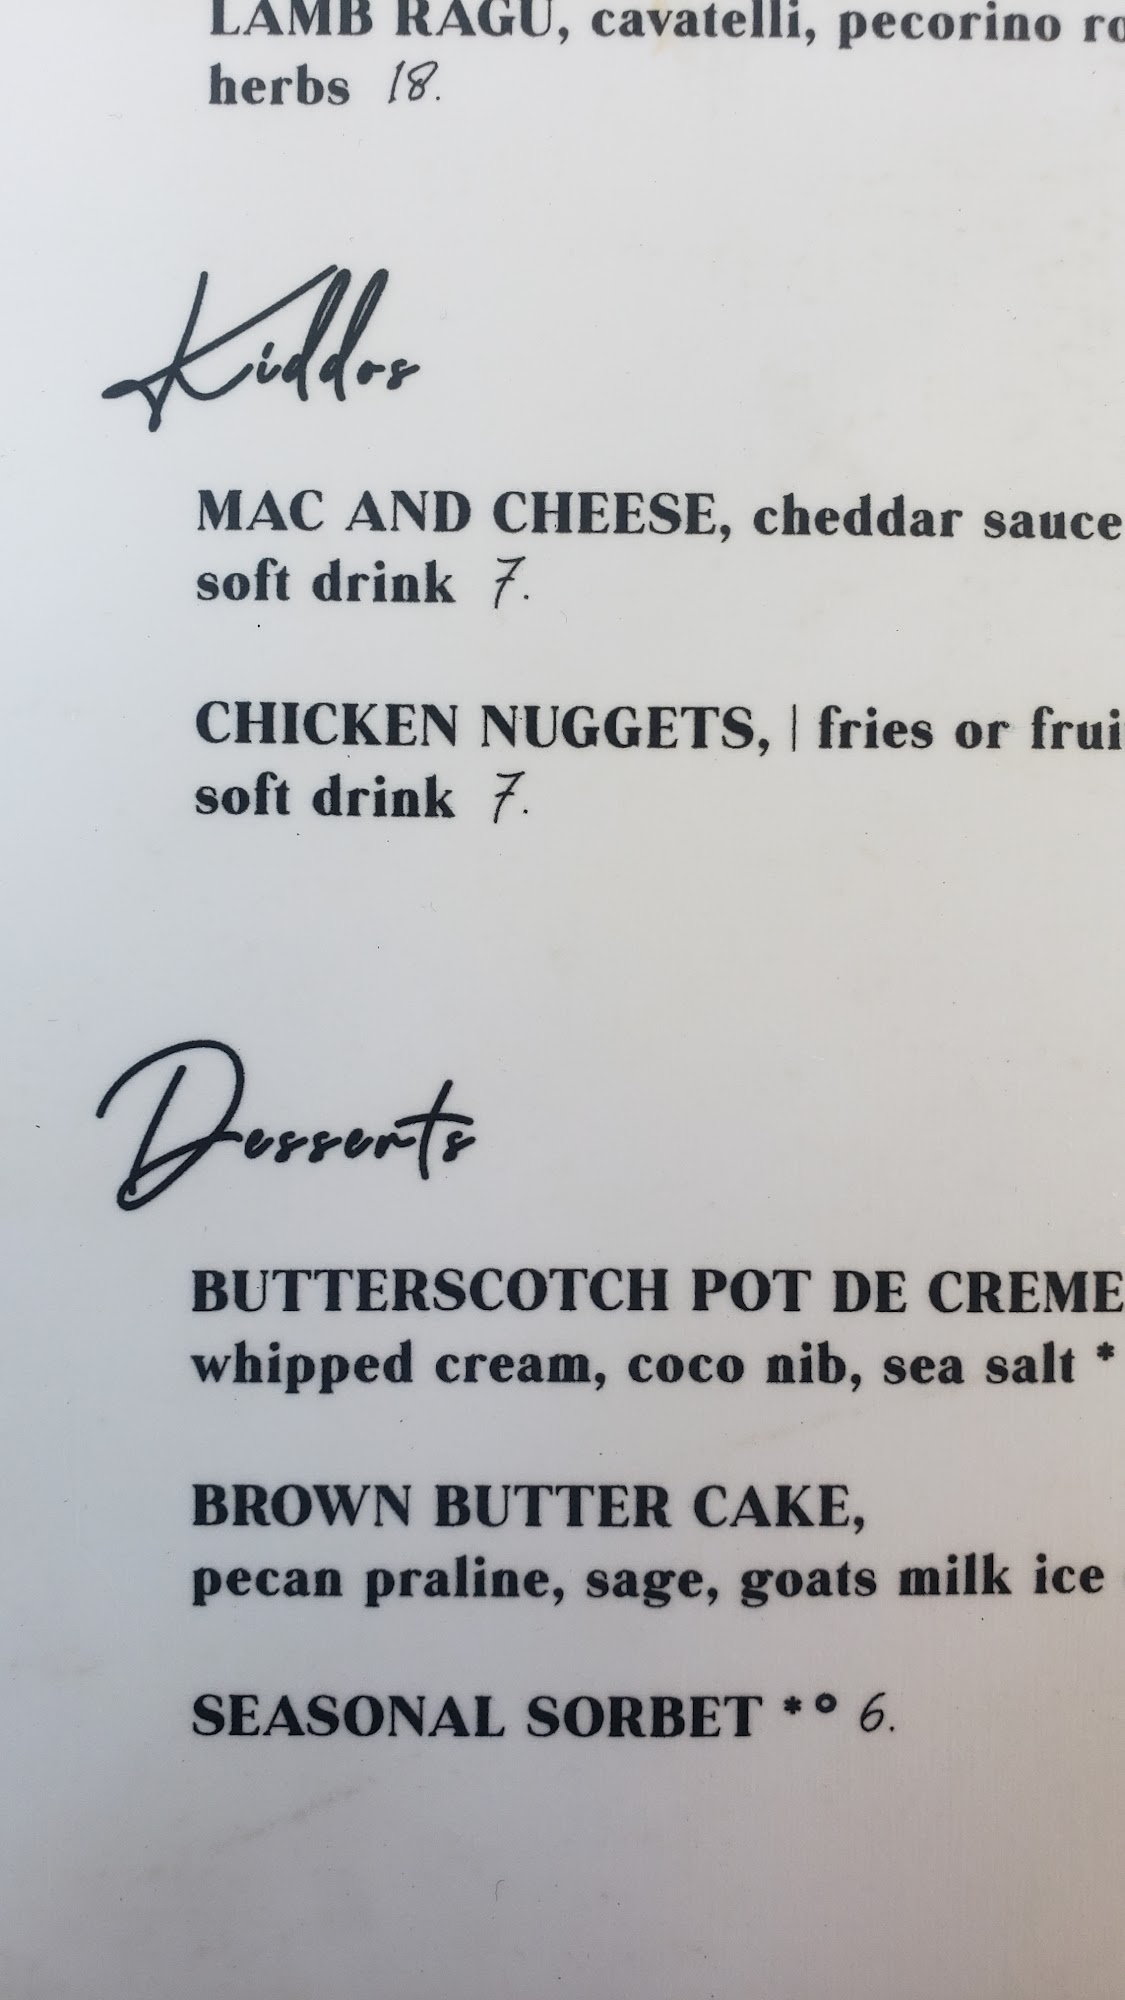 LAMB RAGU, cavatelli, pecorino
herbs 18.
Kiddos
MAC AND CHEESE, cheddar sauce
soft drink 7.
CHICKEN NUGGETS, | fries or
soft drink 7.
Desserts
BUTTERSCOTCH POT DE CREME
whipped cream, coco nib, sea salt *
BROWN BUTTER CAKE,
pecan praline, sage, goats milk ice
SEASONAL SORBET *° 6.